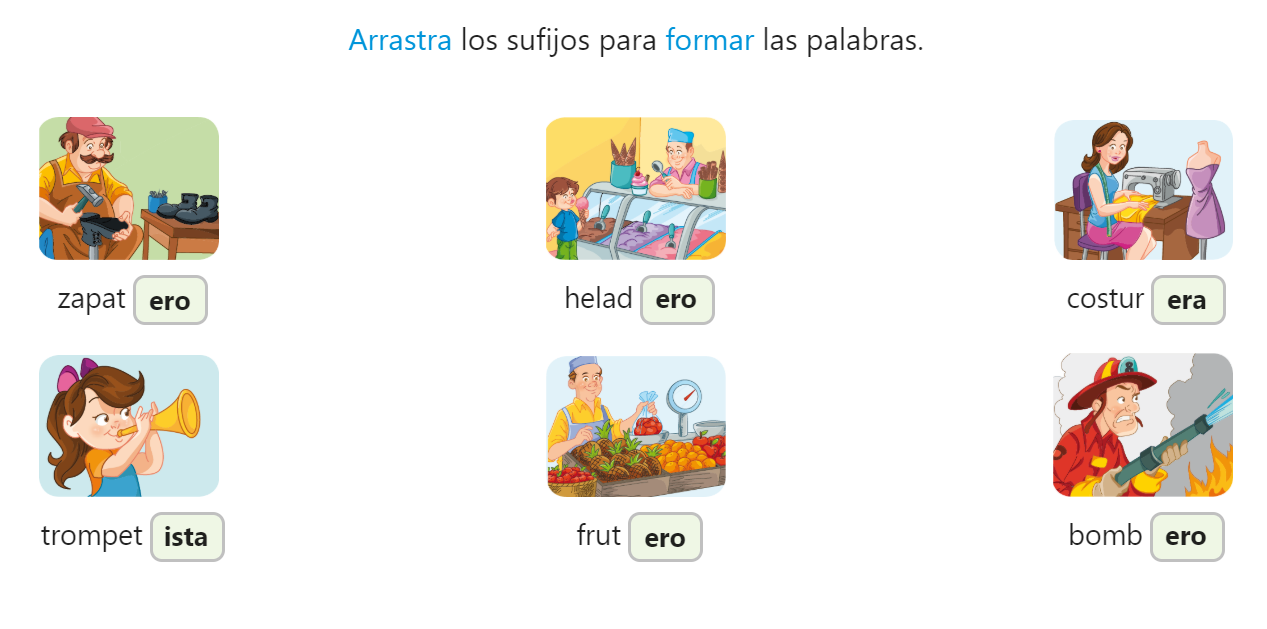 Arrastra los sufijos para formar las palabras.
zapat ero
helad ero
costur era
trompet ista
frut ero
bomb ero
8